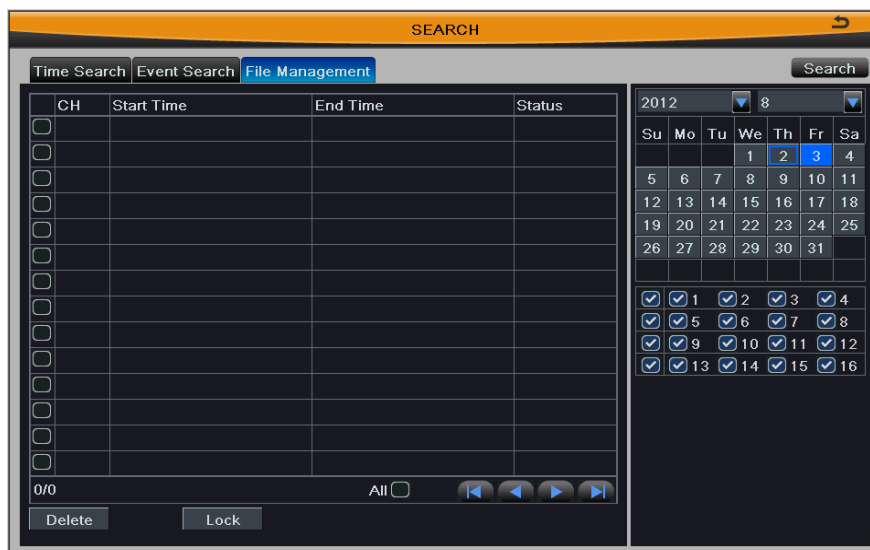 SEARCH
Time Search Event Search File Management Search
CH Start Time End Time Status
0/0 All
Delete Lock
2012 8
Su Mo Tu We Th Fr Sa
1 2 3 4
5 6 7 8 9 10 11
12 13 14 15 16 17 18
19 20 21 22 23 24 25
26 27 28 29 30 31
1 2 3 4
5 6 7 8
9 10 11 12
13 14 15 16